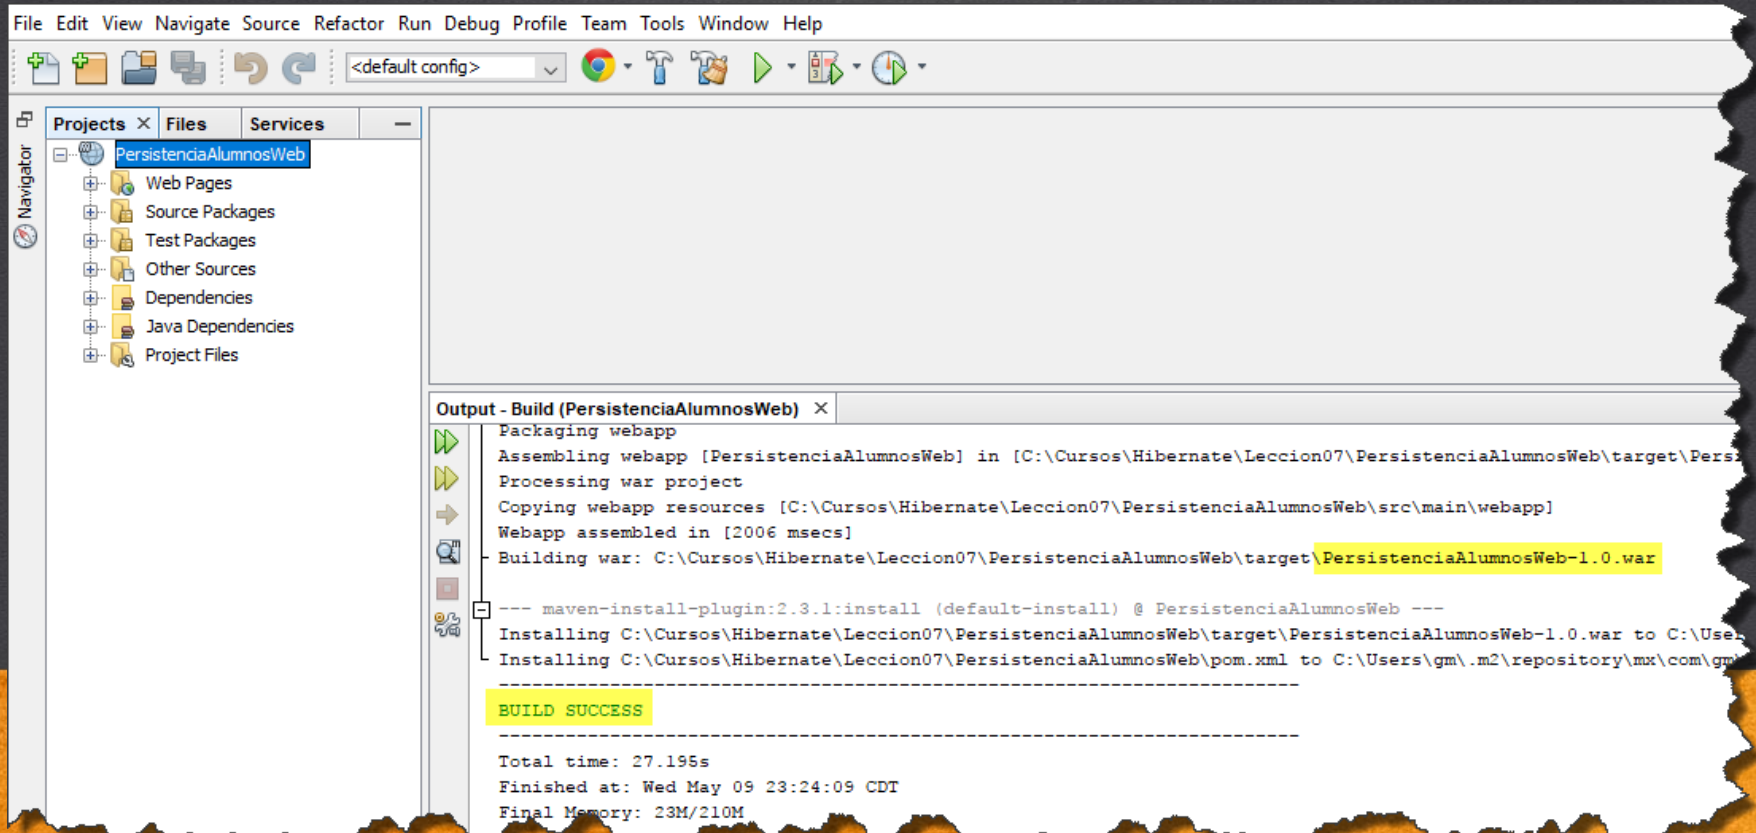 File Edit View Navigate Source Refactor Run Debug Profile Team Tools Window Help
<default config>
Projects Files Services
Navigator
PersistenciaAlumnosWeb
Web Pages
Source Packages
Test Packages
Other Sources
Dependencies
Java Dependencies
Project Files
Output - Build (PersistenciaAlumnosWeb)
Packaging webapp
Assembling webapp [PersistenciaAlumnosWeb] in [C:\Cursos\Hibernate\Leccion07\PersistenciaAlumnosWeb\target\Persi
Processing war project
Copying webapp resources [C:\Cursos\Hibernate\Leccion07\PersistenciaAlumnosWeb\src\main\webapp]
Webapp assembled in [2006 msecs]
Building war: C:\Cursos\Hibernate\Leccion07\PersistenciaAlumnosWeb\target\PersistenciaAlumnosWeb-1.0.war
--- maven-install-plugin:2.3.1:install (default-install) @ PersistenciaAlumnosWeb ---
Installing C:\Cursos\Hibernate\Leccion07\PersistenciaAlumnosWeb\target\PersistenciaAlumnosWeb-1.0.war to C:\User
Installing C:\Cursos\Hibernate\Leccion07\PersistenciaAlumnosWeb\pom.xml to C:\Users\gm\.m2\repository\mx\com\gm\
------------------------------------------------------------------------
BUILD SUCCESS
------------------------------------------------------------------------
Total time: 27.195s
Finished at: Wed May 09 23:24:09 CDT
Final Memory: 23M/210M